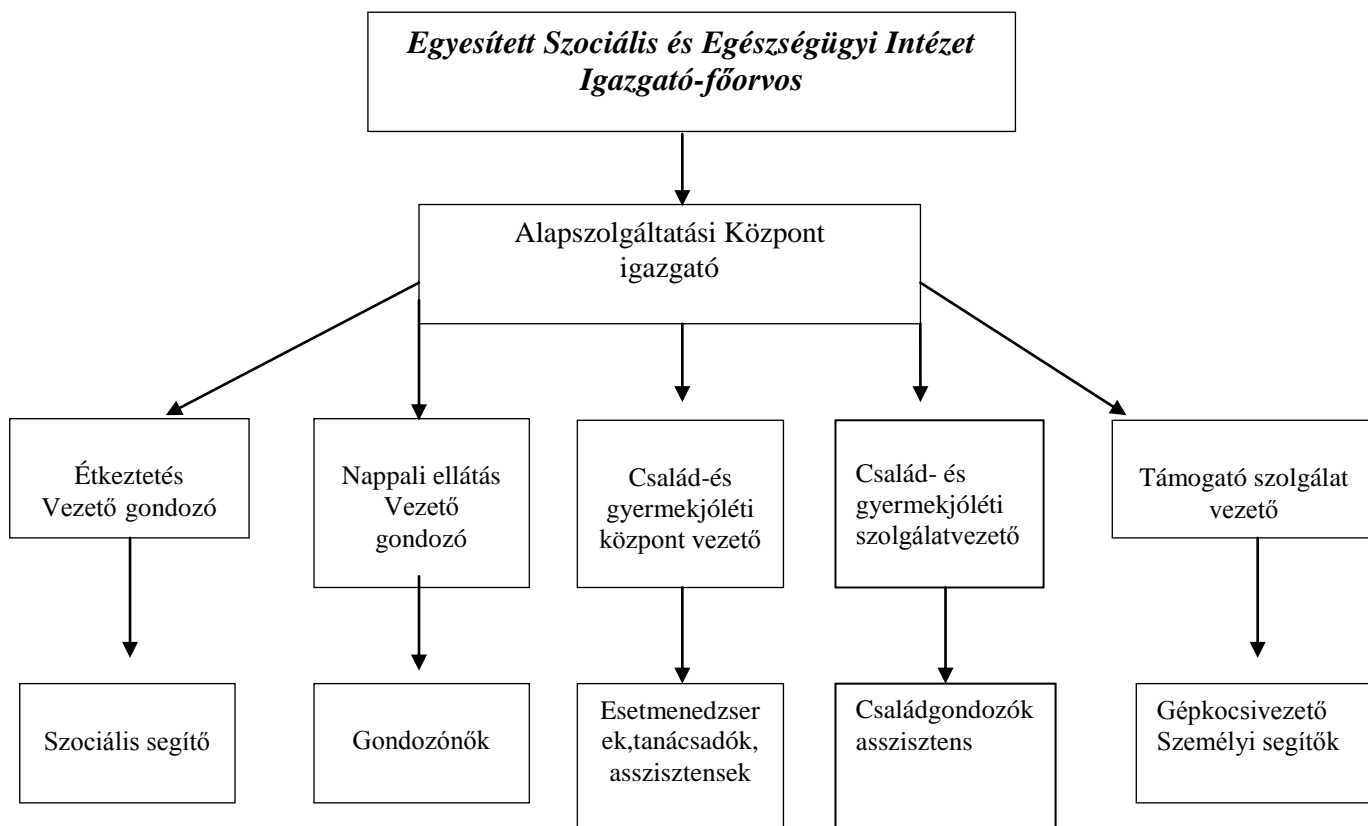 Egyesített Szociális és Egészségügyi Intézet
Igazgató-főorvos
Alapszolgáltatási Központ
igazgató
Étkeztetés
Vezető gondozó
Nappali ellátás
Vezető
gondozó
Család-és
gyermekjóléti
központ vezető
Család- és
gyermekjóléti
szolgálatvezető
Támogató szolgálat
vezető
Szociális segítő
Gondozónők
Esetmenedzser
ek,tanácsadók,
asszisztensek
Családgondozók
asszisztens
Gépkocsivezető
Személyi segítők